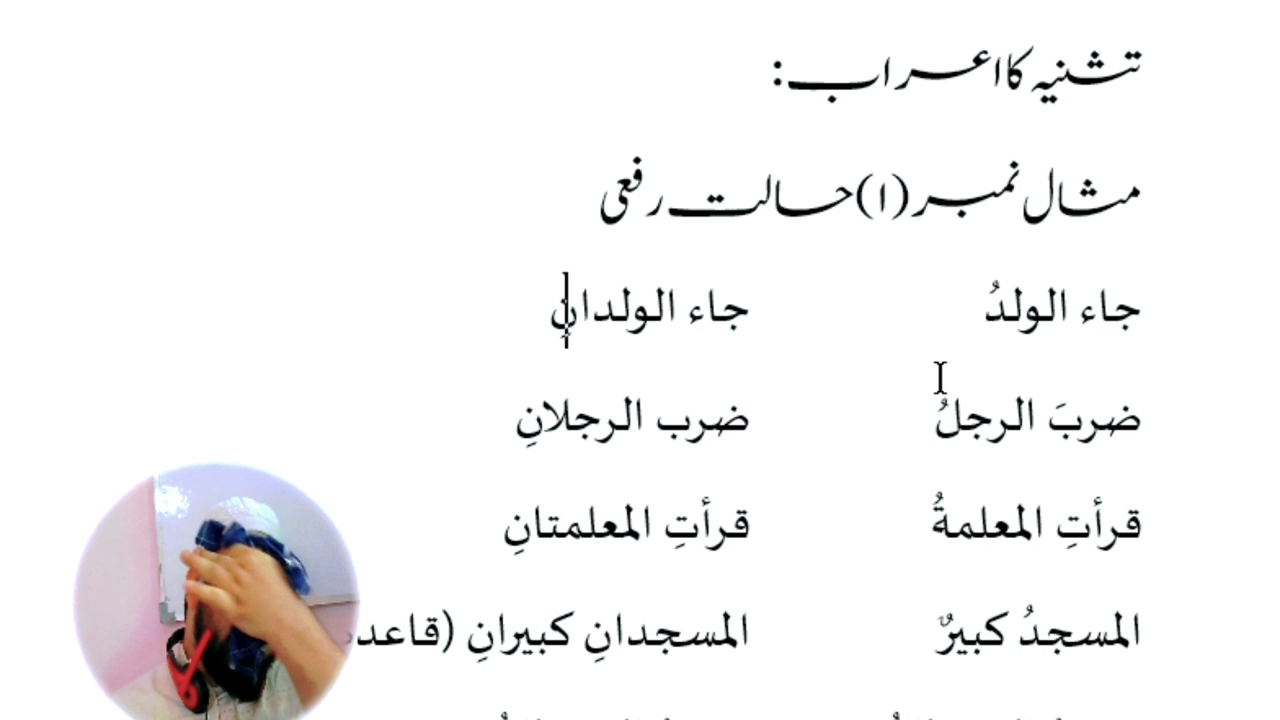 تثنیہ کا اعراب:
مثال نمبر (۱) حالت رفعی
جاء الولدُ جاء الولدانِ
ضربَ الرجلُ ضرب الرجلانِ
قرأتِ المعلمةُ قرأتِ المعلمتانِ
المسجدُ كبيرٌ المسجدانِ كبيرانِ (قاعدہ